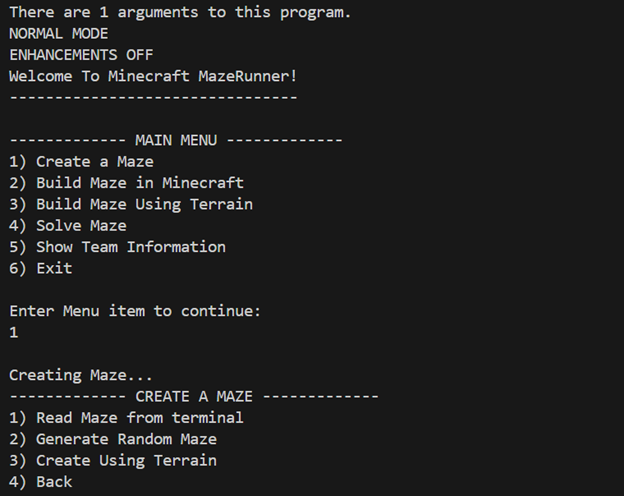 There are 1 arguments to this program.
NORMAL MODE
ENHANCEMENTS OFF
Welcome To Minecraft MazeRunner!
--------------------------------
------------- MAIN MENU -------------
1) Create a Maze
2) Build Maze in Minecraft
3) Build Maze Using Terrain
4) Solve Maze
5) Show Team Information
6) Exit
Enter Menu item to continue:
1
Creating Maze...
------------- CREATE A MAZE -------------
1) Read Maze from terminal
2) Generate Random Maze
3) Create Using Terrain
4) Back